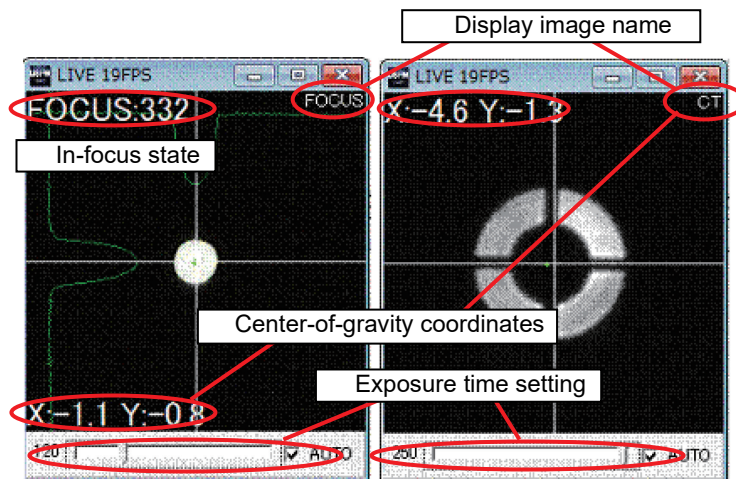 Display image name
LIVE 19FPS
FOCUS:332
FOCUS
In-focus state
X:-1.1 Y:-0.8
120
AUTO
LIVE 19FPS
X:-4.6 Y:-1.3
CT
Center-of-gravity coordinates
Exposure time setting
250
AUTO